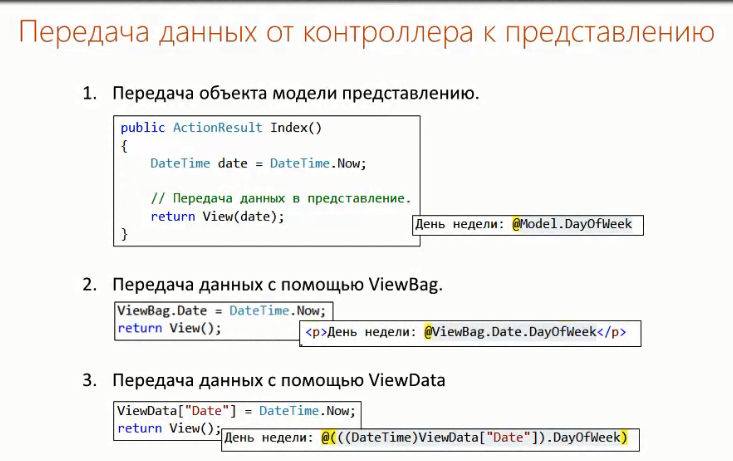 Передача данных от контроллера к представлению
1. Передача объекта модели представлению.
public ActionResult Index()
{
DateTime date = DateTime.Now;
// Передача данных в представление.
return View(date);
}
День недели: @Model.DayOfWeek
2. Передача данных с помощью ViewBag.
ViewBag.Date = DateTime.Now;
return View();
<p>День недели: @ViewBag.Date.DayOfWeek</p>
3. Передача данных с помощью ViewData
ViewData["Date"] = DateTime.Now;
return View();
День недели: @(((DateTime)ViewData["Date"]).DayOfWeek)